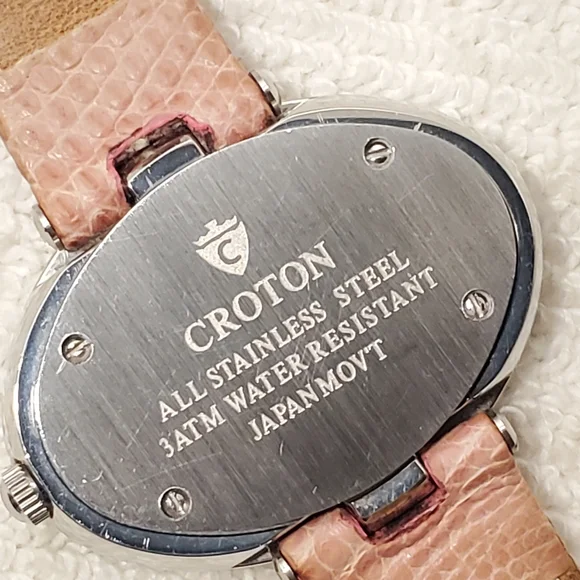 C
CROTON
ALL STAINLESS STEEL
3ATM WATER RESISTANT
JAPAN MOV'T